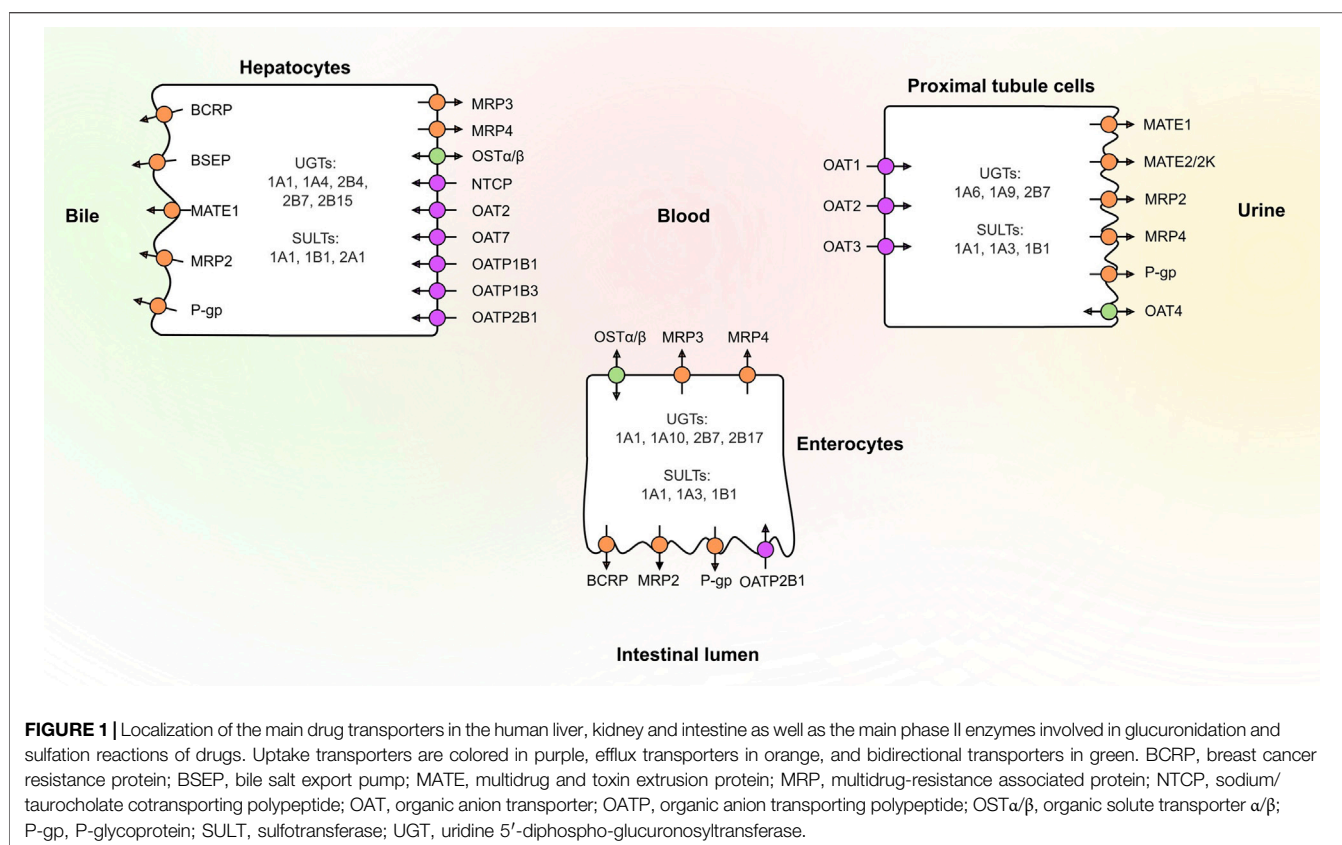 Hepatocytes
BCRP
BSEP
MATE1
MRP2
P-gp
Bile
UGTs:
1A1, 1A4, 2B4,
2B7, 2B15
SULTs:
1A1, 1B1, 2A1
MRP3
MRP4
OSTα/β
NTCP
OAT2
OAT7
OATP1B1
OATP1B3
OATP2B1
Blood
Proximal tubule cells
OAT1
OAT2
OAT3
UGTs:
1A6, 1A9, 2B7
SULTs:
1A1, 1A3, 1B1
MATE1
MATE2/2K
MRP2
MRP4
P-gp
OAT4
Urine
OSTα/β MRP3 MRP4
UGTs:
1A1, 1A10, 2B7, 2B17
SULTs:
1A1, 1A3, 1B1
Enterocytes
BCRP MRP2 P-gp OATP2B1
Intestinal lumen
FIGURE 1 | Localization of the main drug transporters in the human liver, kidney and intestine as well as the main phase II enzymes involved in glucuronidation and
sulfation reactions of drugs. Uptake transporters are colored in purple, efflux transporters in orange, and bidirectional transporters in green. BCRP, breast cancer
resistance protein; BSEP, bile salt export pump; MATE, multidrug and toxin extrusion protein; MRP, multidrug-resistance associated protein; NTCP, sodium/
taurocholate cotransporting polypeptide; OAT, organic anion transporter; OATP, organic anion transporting polypeptide; OSTα/β, organic solute transporter α/β;
P-gp, P-glycoprotein; SULT, sulfotransferase; UGT, uridine 5′-diphospho-glucuronosyltransferase.